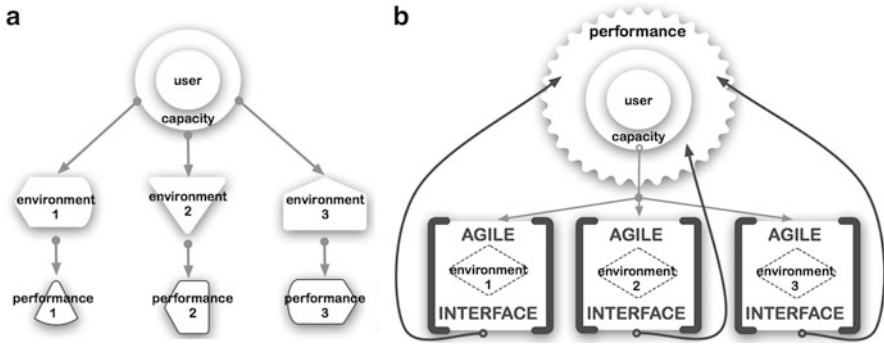 a
user
capacity
environment
1
environment
2
environment
3
performance
1
performance
2
performance
3
b
performance
user
capacity
AGILE
environment
1
INTERFACE
AGILE
environment
2
INTERFACE
AGILE
environment
3
INTERFACE